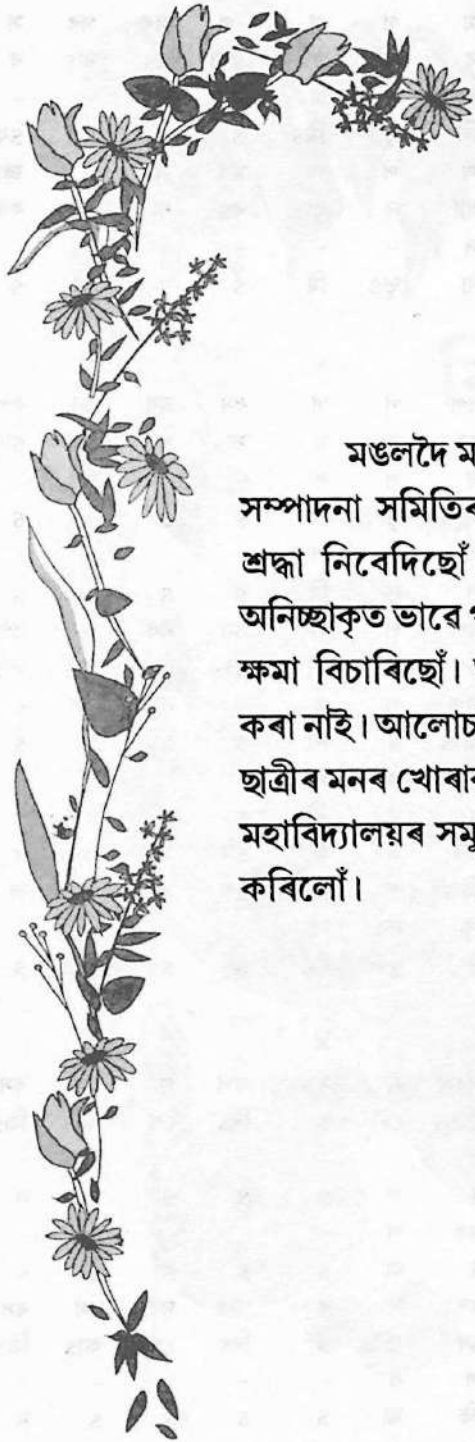 মঙলদৈ ম
সম্পাদনা সমিতিৰ
শ্ৰদ্ধা নিবেদিছোঁ
অনিচ্ছাকৃত ভাৱে
ক্ষমা বিচাৰিছোঁ।
কৰা নাই। আলোচ
ছাত্ৰীৰ মনৰ খোৰাক
মহাবিদ্যালয়ৰ সমূ
কৰিলোঁ।